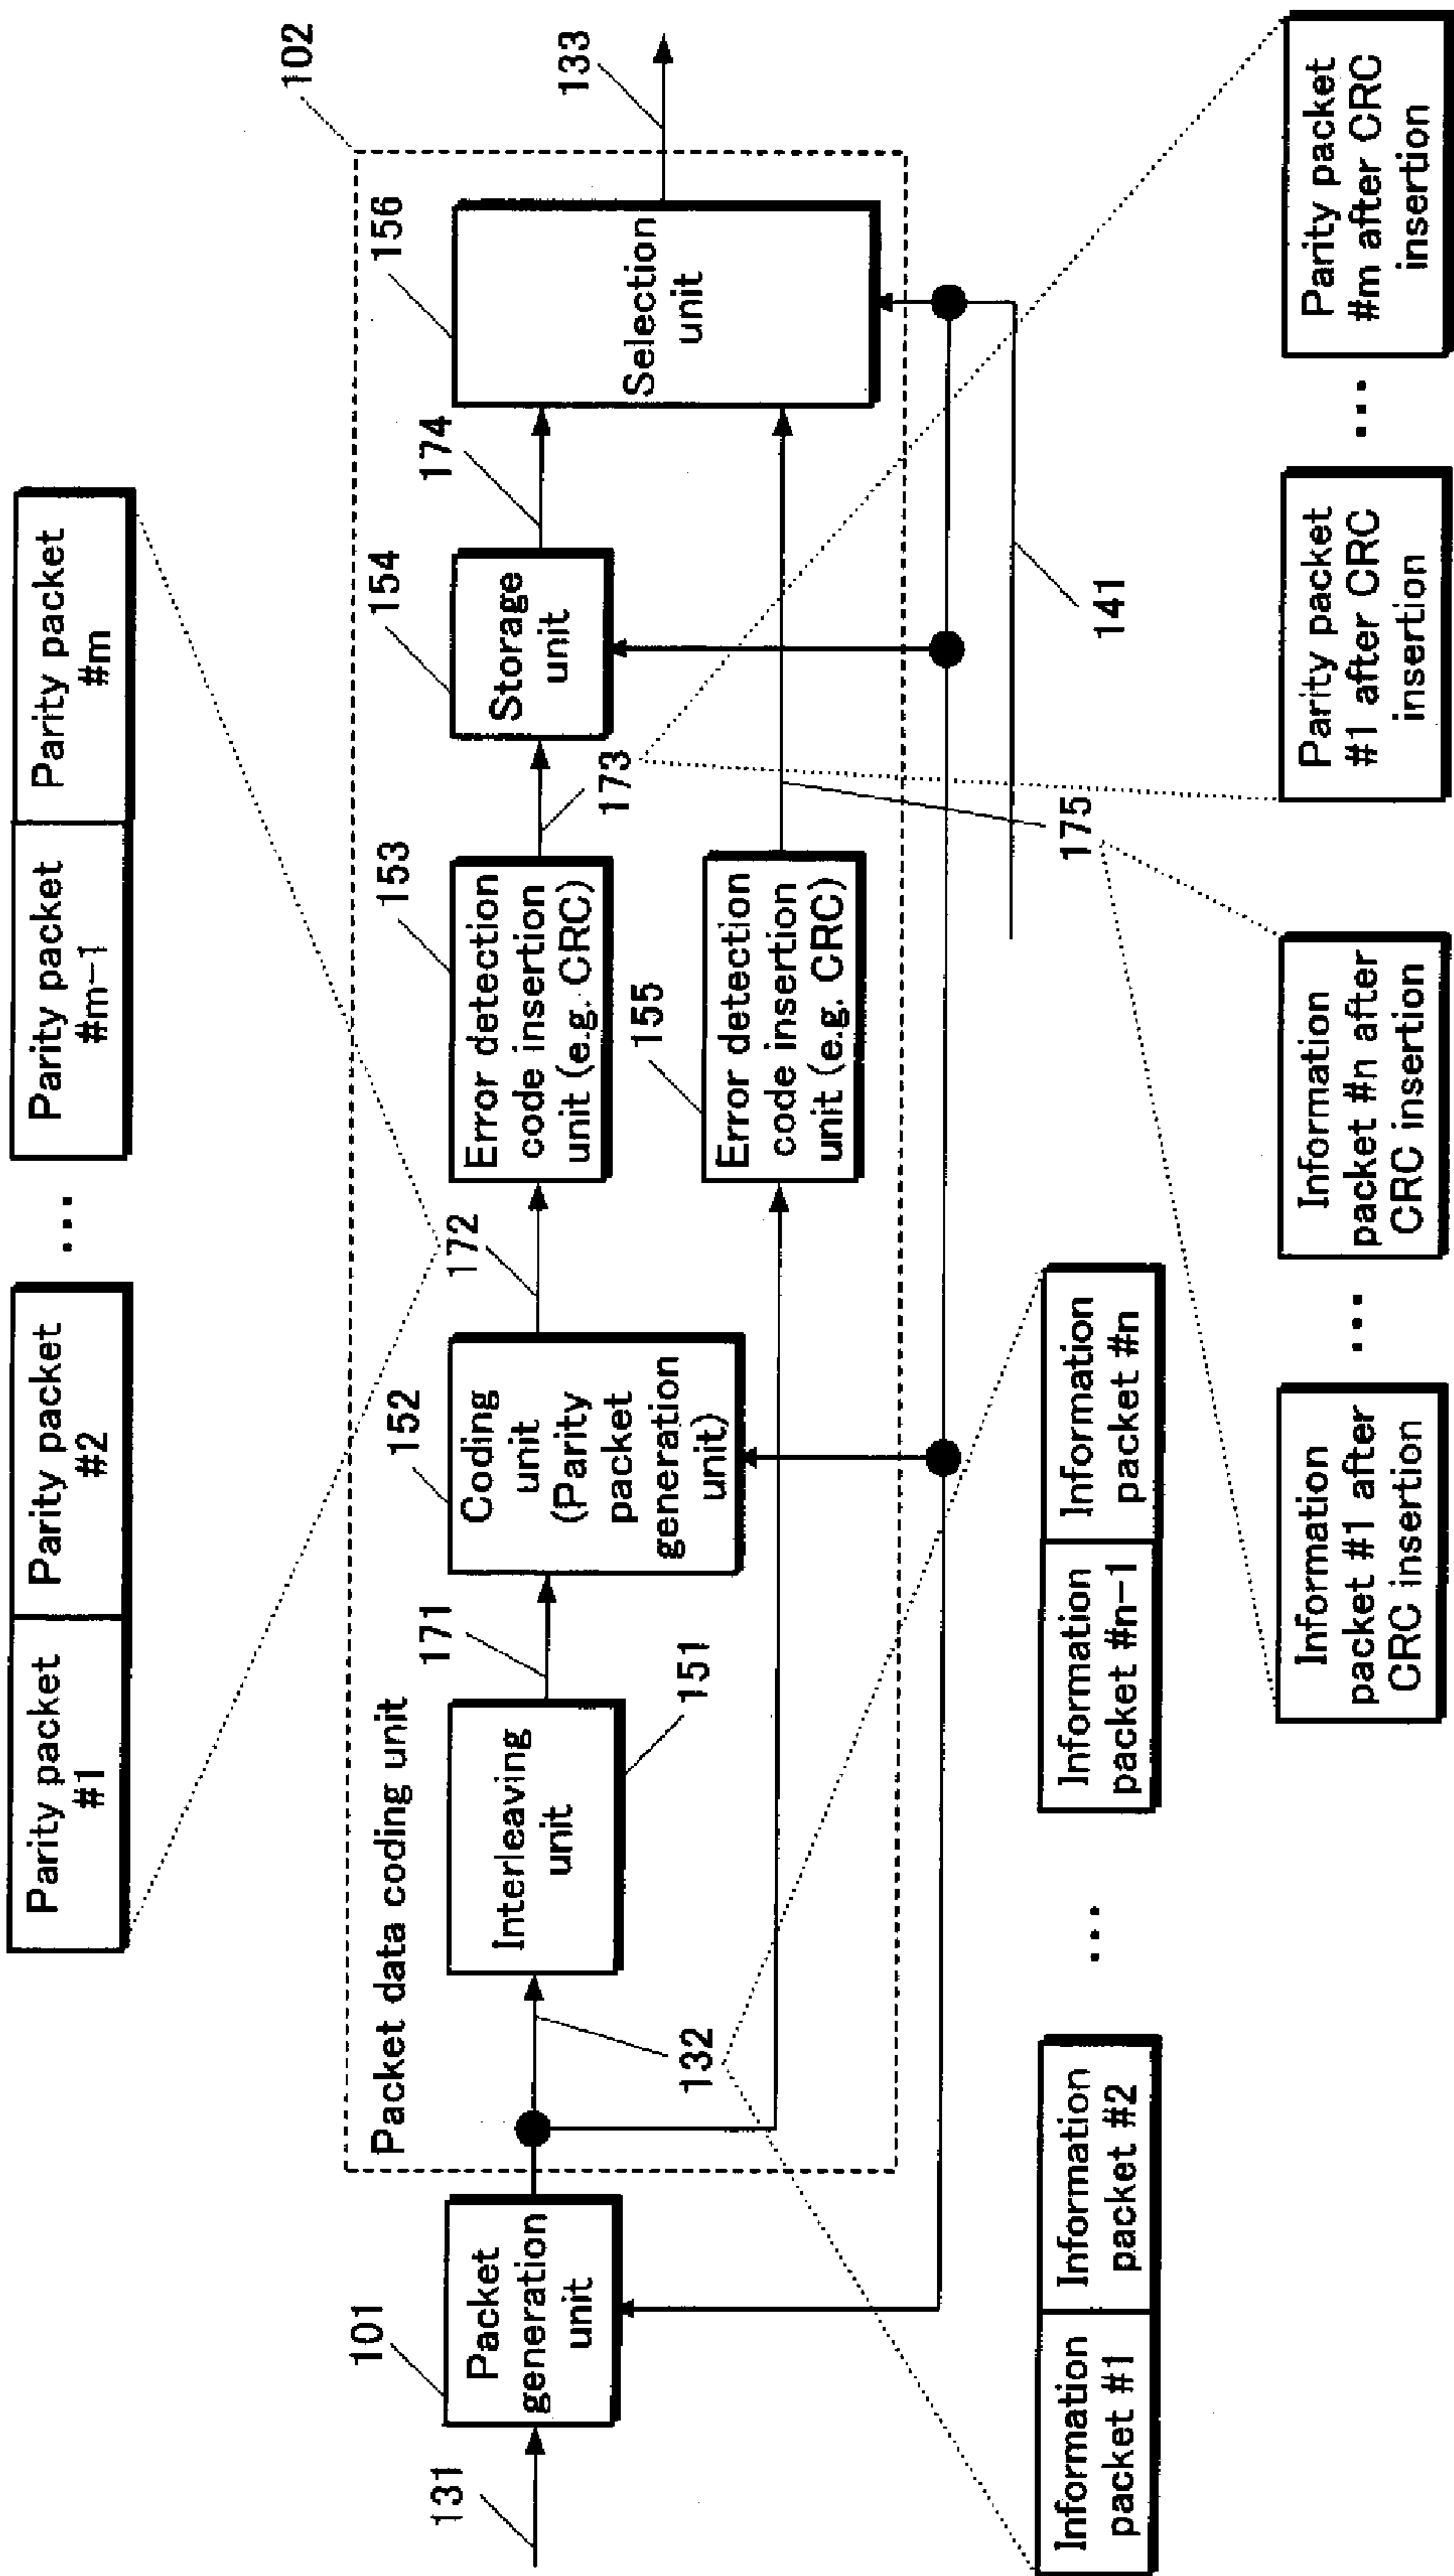 Parity packet
#1
Parity packet
#2
...
Parity packet
#m-1
Parity packet
#m
102
Packet data coding unit
131
101
Packet
generation
unit
132
Interleaving
unit
151
171
152
Coding
unit
(Parity
packet
generation
unit)
172
153
Error detection
code insertion
unit (e.g. CRC)
173
154
Storage
unit
174
156
Selection
unit
133
155
Error detection
code insertion
unit (e.g. CRC)
175
141
Information
packet #1
Information
packet #2
...
Information
packet #n-1
Information
packet #n
Information
packet #1 after
CRC insertion
...
Information
packet #n after
CRC insertion
Parity packet
#1 after CRC
insertion
...
Parity packet
#m after CRC
insertion